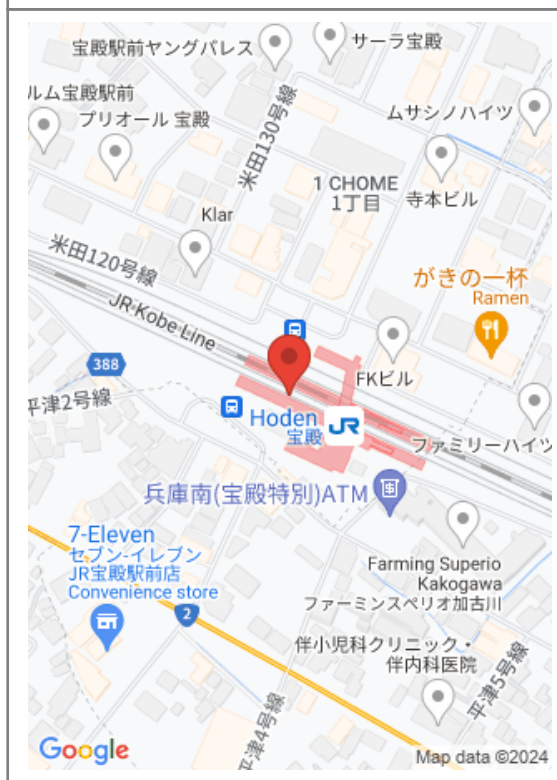 宝殿駅前ヤングパレス
サーラ宝殿
ルム宝殿駅前
プリオール 宝殿
米田130号線
ムサシノハイツ
1 CHOME
1丁目
寺本ビル
Klar
米田120号線
がきの一杯
Ramen
JR Kobe Line
388
FKビル
平津2号線
Hoden
宝殿
JR
ファミリーハイツ
兵庫南(宝殿特別)ATM
7-Eleven
セブン-イレブン
JR宝殿駅前店
Convenience store
2
Farming Superio
Kakogawa
ファーミンスペリオ加古川
伴小児科クリニック・
伴内科医院
平津4号線
平津5号線
Google
Map data ©2024